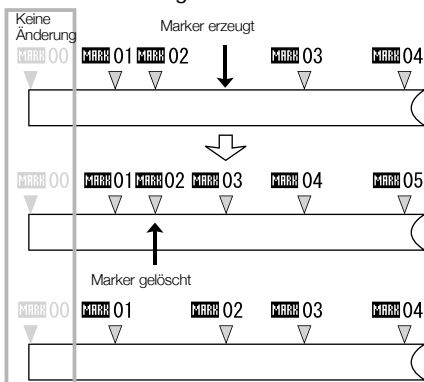 Keine
Änderung
Marker erzeugt
MARK 00 MARK 01 MARK 02 MARK 03 MARK 04
MARK 00 MARK 01 MARK 02 MARK 03 MARK 04 MARK 05
Marker gelöscht
MARK 00 MARK 01 MARK 02 MARK 03 MARK 04